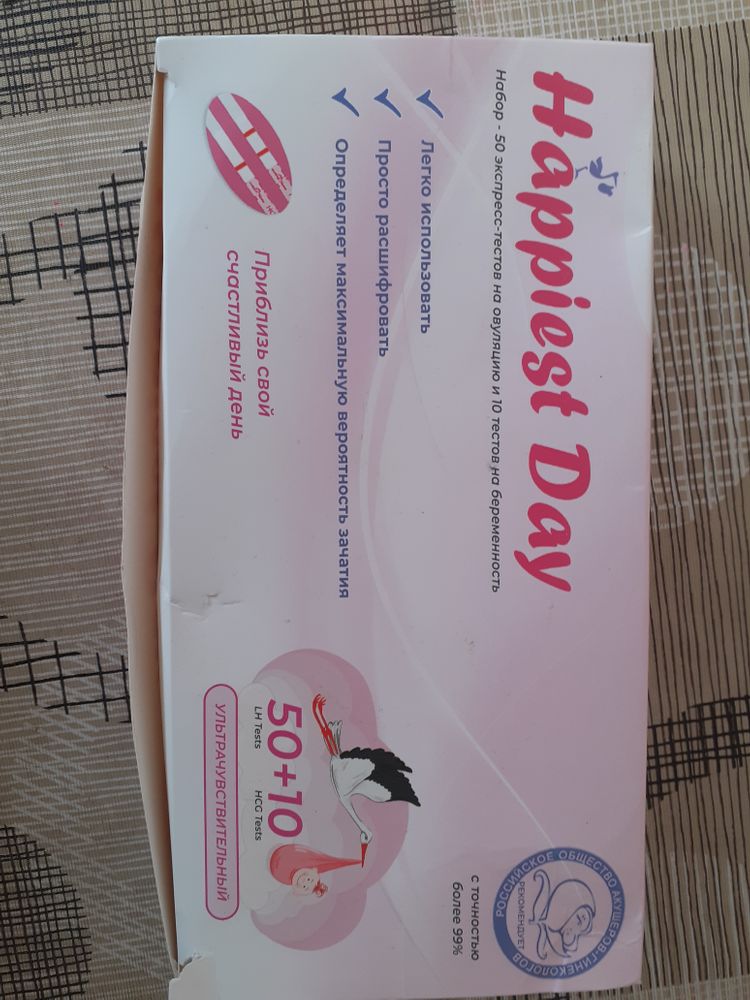 Happiest Day
Набор - 50 экспресс-тестов на овуляцию и 10 тестов на беременность
Легко использовать
Просто расшифровать
Определяет максимальную вероятность зачатия
Приблизь свой
счастливый день
РОССИЙСКОЕ ОБЩЕСТВО АКУШЕРОВ-ГИНЕКОЛОГОВ
РЕКОМЕНДУЕТ
с точностью
более 99%
50+10
LH Tests HCG Tests
УЛЬТРАЧУВСТВИТЕЛЬНЫЙ